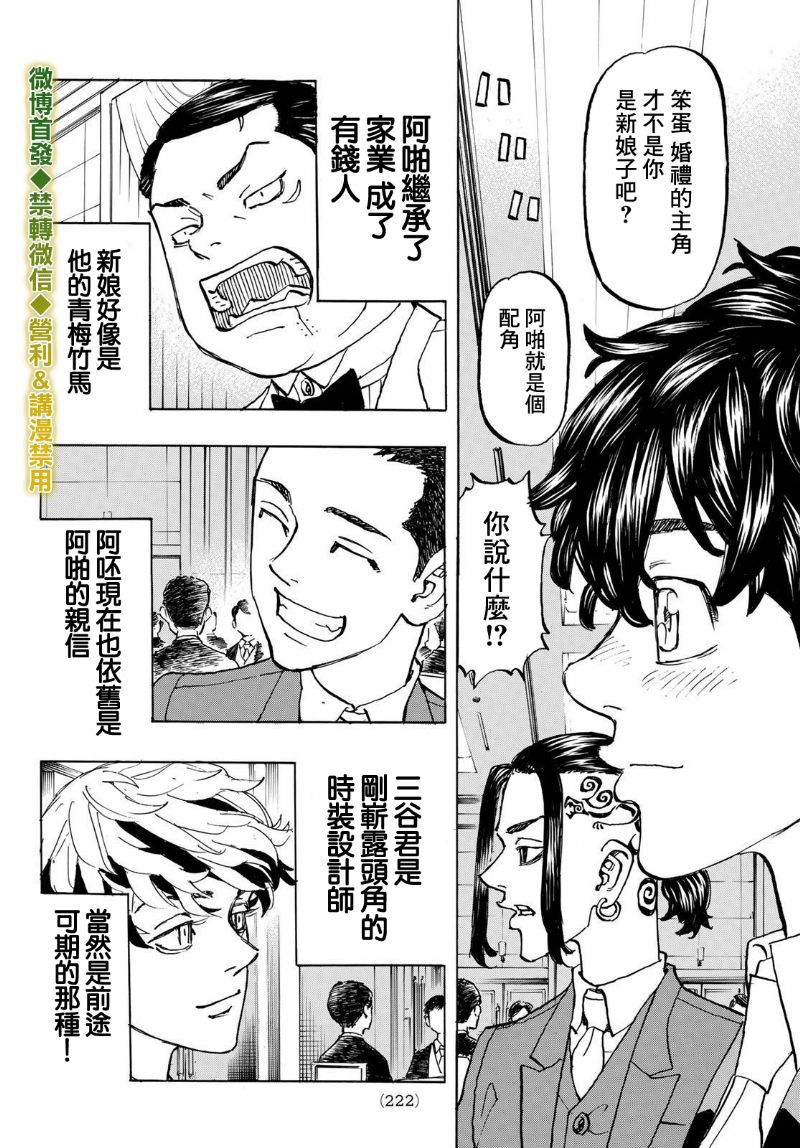 笨蛋 婚禮的主角
才不是你
是新娘子吧？
阿啪就是個
配角
你說什麼!?
阿啪繼承了
家業 成了
有錢人
新娘好像是
他的青梅竹馬
阿呸現在也依舊是
阿啪的親信
三谷君是
剛嶄露頭角的
時裝設計師
當然是前途
可期的那種！
(222)
微博首發◆禁轉微信◆營利&講漫禁用